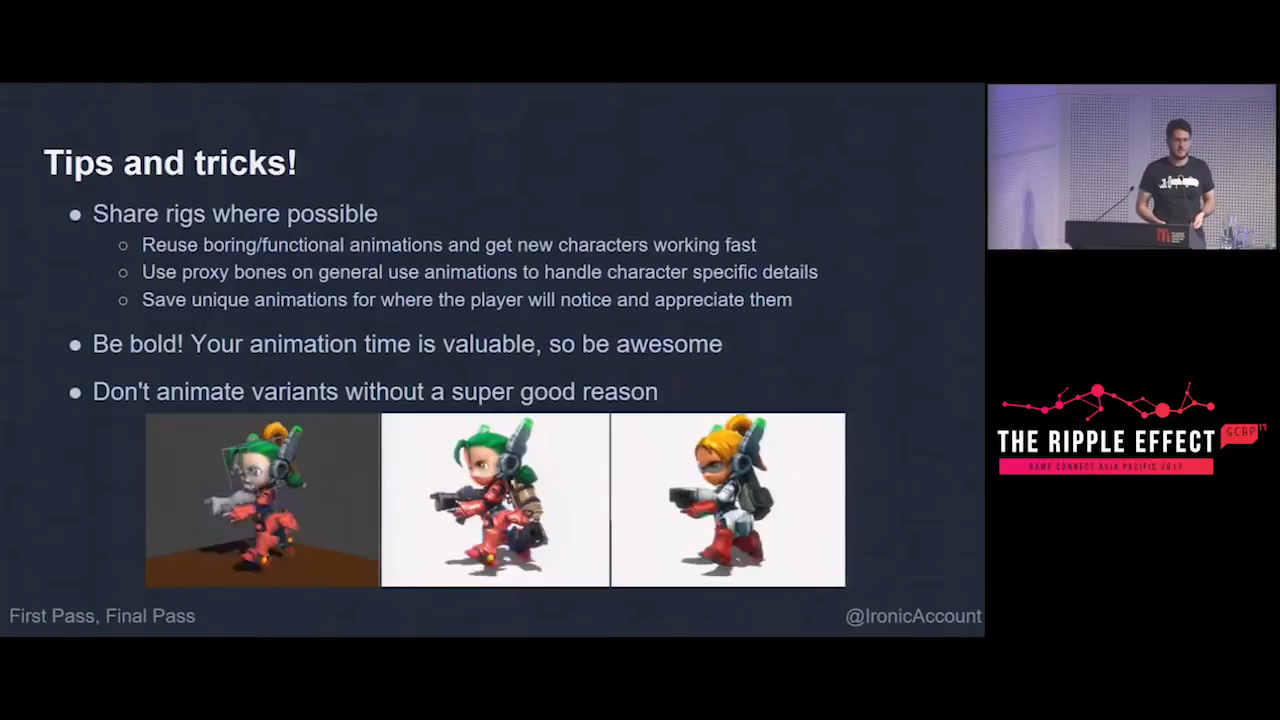 Tips and tricks!
● Share rigs where possible
○ Reuse boring/functional animations and get new characters working fast
○ Use proxy bones on general use animations to handle character specific details
○ Save unique animations for where the player will notice and appreciate them
● Be bold! Your animation time is valuable, so be awesome
● Don't animate variants without a super good reason
First Pass, Final Pass
@IronicAccount
THE RIPPLE EFFECT
GCAP 17
GAME CONNECT ASIA PACIFIC 2017